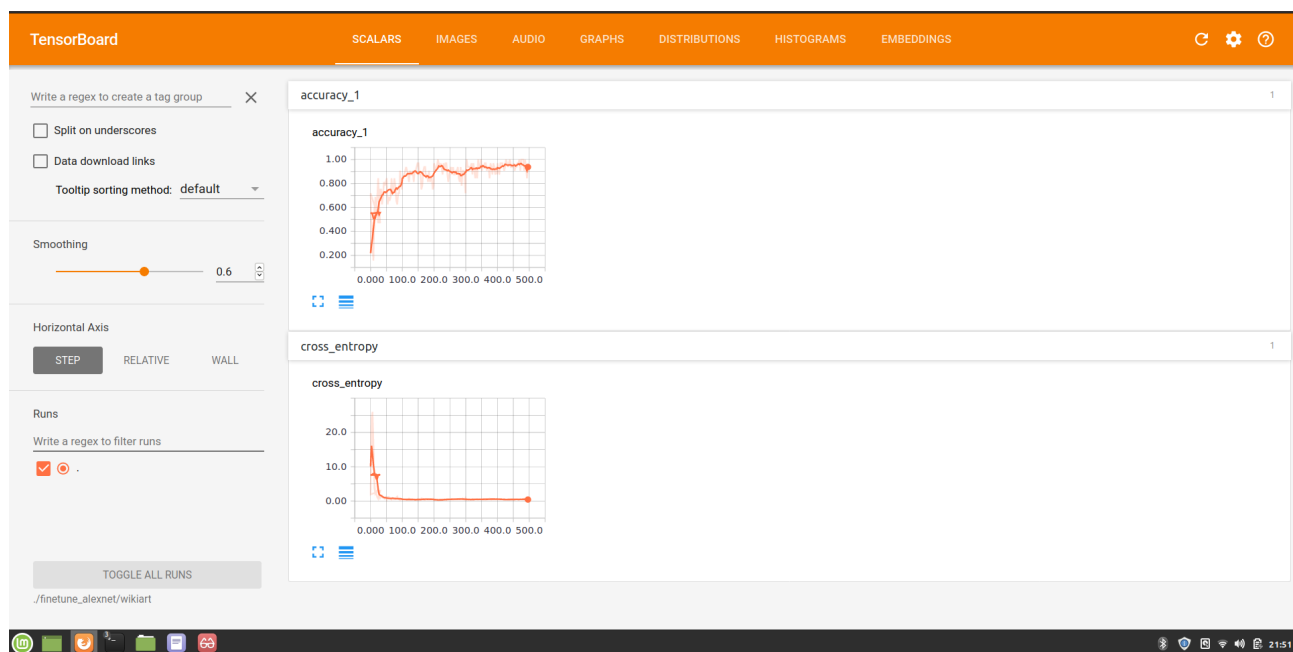 TensorBoard
SCALARS IMAGES AUDIO GRAPHS DISTRIBUTIONS HISTOGRAMS EMBEDDINGS
Write a regex to create a tag group
Split on underscores
Data download links
Tooltip sorting method: default
Smoothing
0.6
Horizontal Axis
STEP RELATIVE WALL
Runs
Write a regex to filter runs
.
TOGGLE ALL RUNS
./finetune_alexnet/wikiart
accuracy_1 1
accuracy_1
1.00
0.800
0.600
0.400
0.200
0.000 100.0 200.0 300.0 400.0 500.0
cross_entropy 1
cross_entropy
20.0
10.0
0.00
0.000 100.0 200.0 300.0 400.0 500.0
21:51